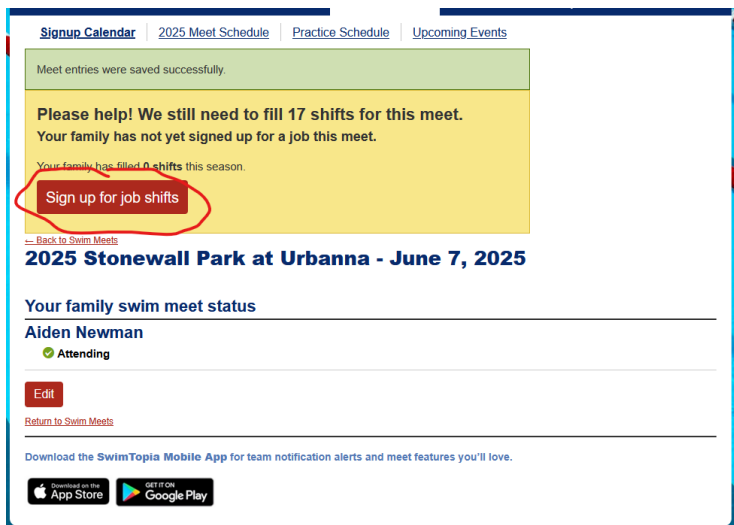 Signup Calendar 2025 Meet Schedule Practice Schedule Upcoming Events
Meet entries were saved successfully.
Please help! We still need to fill 17 shifts for this meet.
Your family has not yet signed up for a job this meet.
Your family has filled 0 shifts this season.
Sign up for job shifts
← Back to Swim Meets
2025 Stonewall Park at Urbanna - June 7, 2025
Your family swim meet status
Aiden Newman
Attending
Edit
Return to Swim Meets
Download the SwimTopia Mobile App for team notification alerts and meet features you'll love.
Download on the
App Store
GET IT ON
Google Play